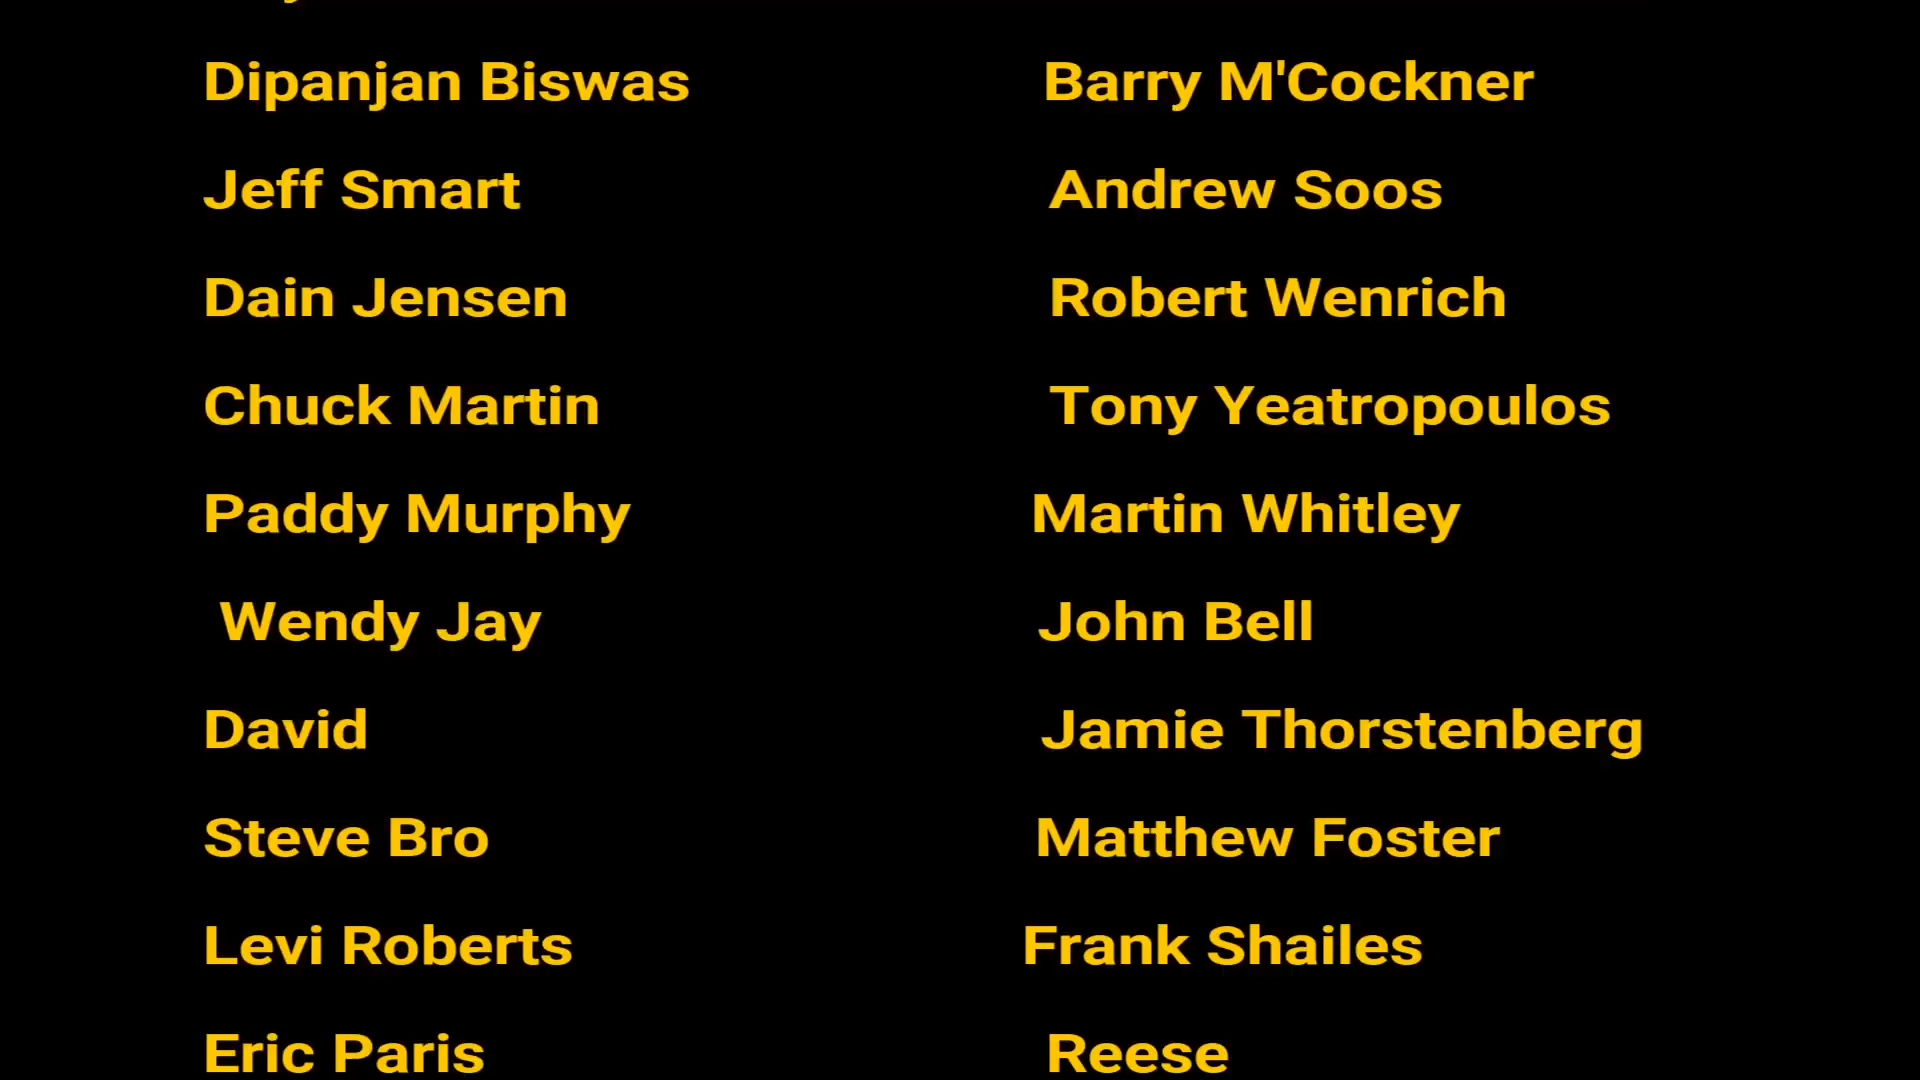 Dipanjan Biswas
Barry M'Cockner
Jeff Smart
Andrew Soos
Dain Jensen
Robert Wenrich
Chuck Martin
Tony Yeatropoulos
Paddy Murphy
Martin Whitley
Wendy Jay
John Bell
David
Jamie Thorstenberg
Steve Bro
Matthew Foster
Levi Roberts
Frank Shailes
Eric Paris
Reese